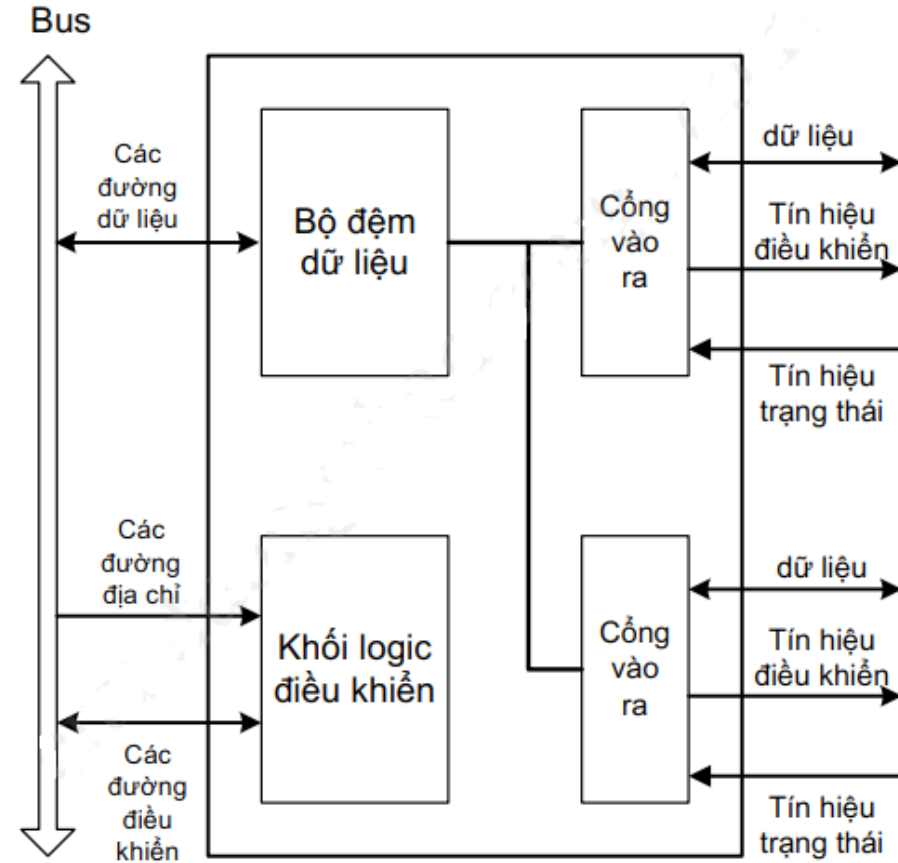 Bus
Các
đường
dữ liệu
Bộ đệm
dữ liệu
Cổng
vào
ra
dữ liệu
Tín hiệu
điều khiển
Tín hiệu
trạng thái
Các
đường
địa chỉ
Khối logic
điều khiển
Các
đường
điều
khiển
Cổng
vào
ra
dữ liệu
Tín hiệu
điều khiển
Tín hiệu
trạng thái